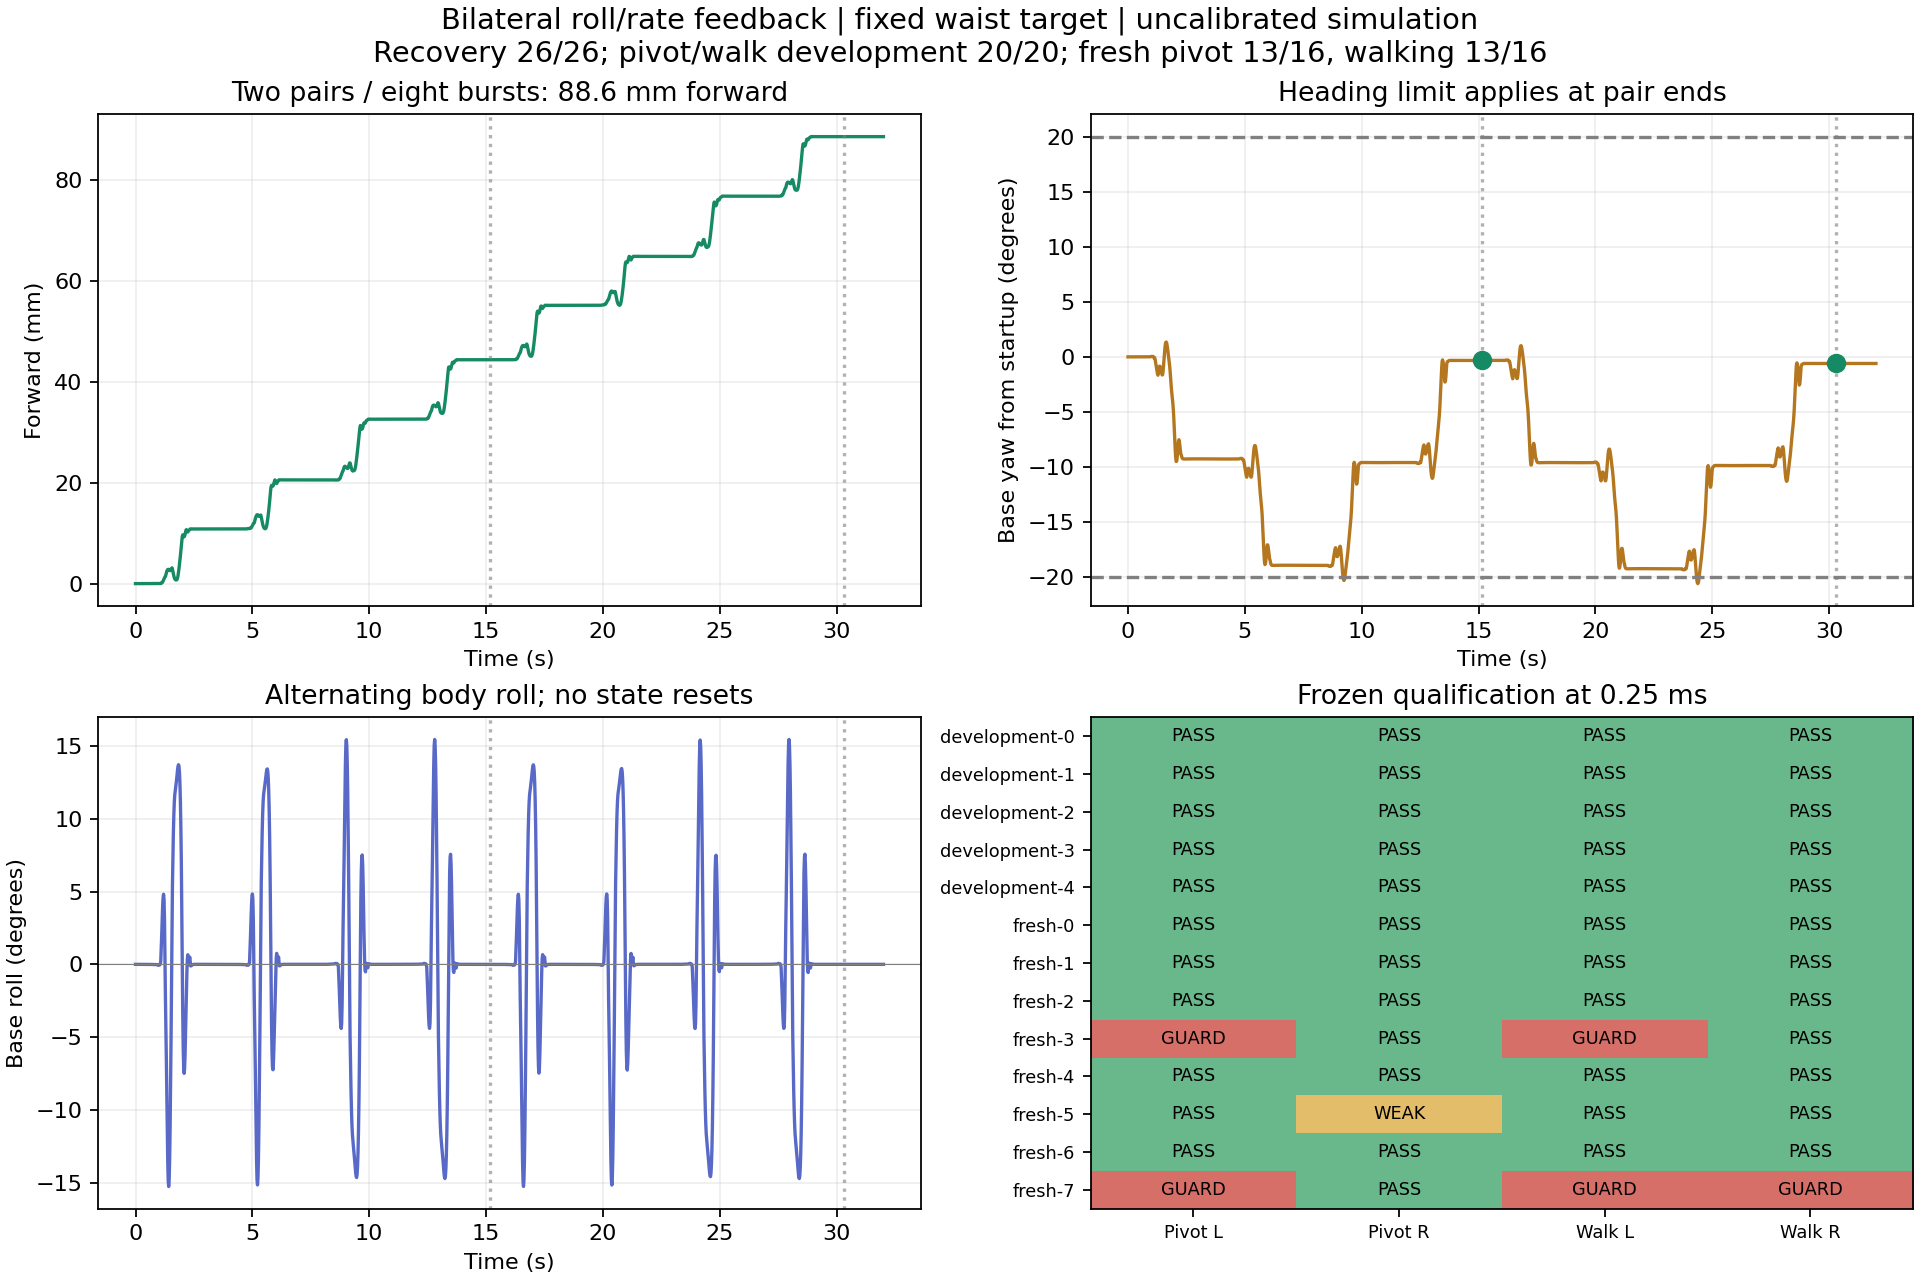 Bilateral roll/rate feedback | fixed waist target | uncalibrated simulation
Recovery 26/26; pivot/walk development 20/20; fresh pivot 13/16, walking 13/16
Two pairs / eight bursts: 88.6 mm forward
Forward (mm)
80
60
40
20
0
0 5 10 15 20 25 30
Time (s)
Heading limit applies at pair ends
Base yaw from startup (degrees)
20
15
10
5
0
−5
−10
−15
−20
0 5 10 15 20 25 30
Time (s)
Alternating body roll; no state resets
Base roll (degrees)
15
10
5
0
−5
−10
−15
0 5 10 15 20 25 30
Time (s)
Frozen qualification at 0.25 ms
development-0 PASS PASS PASS PASS
development-1 PASS PASS PASS PASS
development-2 PASS PASS PASS PASS
development-3 PASS PASS PASS PASS
development-4 PASS PASS PASS PASS
fresh-0 PASS PASS PASS PASS
fresh-1 PASS PASS PASS PASS
fresh-2 PASS PASS PASS PASS
fresh-3 GUARD PASS GUARD PASS
fresh-4 PASS PASS PASS PASS
fresh-5 PASS WEAK PASS PASS
fresh-6 PASS PASS PASS PASS
fresh-7 GUARD PASS GUARD GUARD
Pivot L Pivot R Walk L Walk R